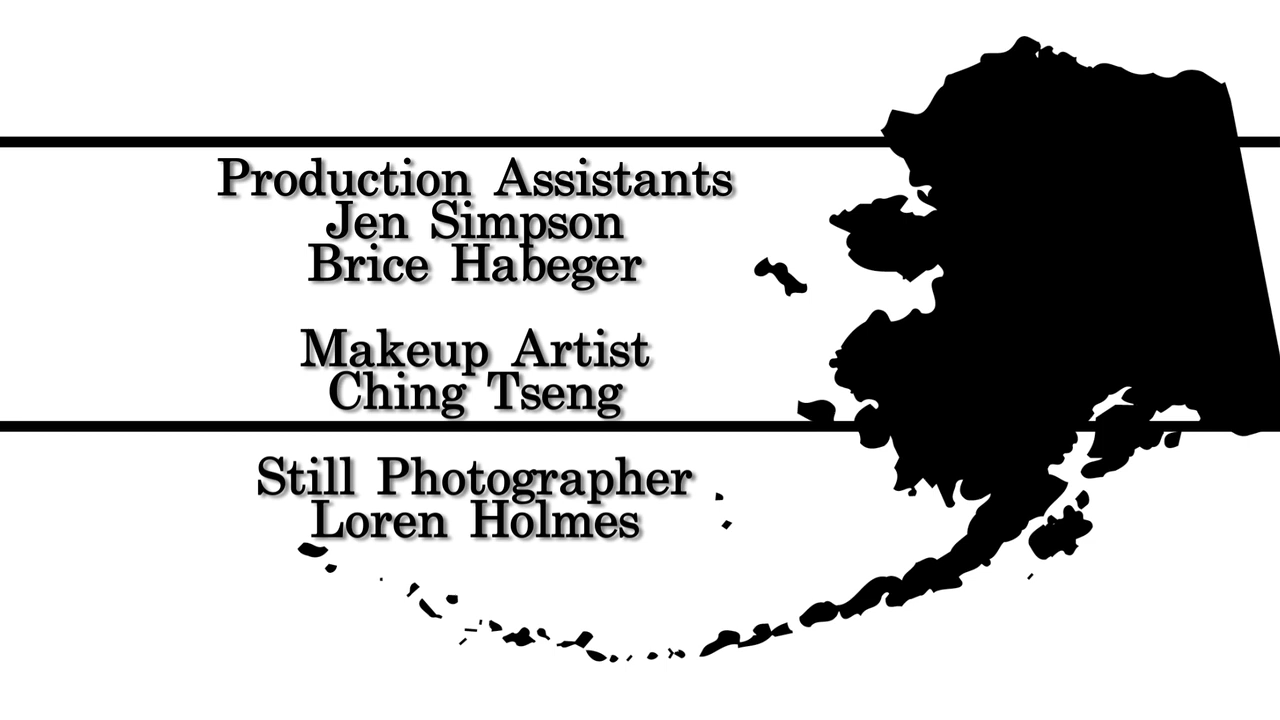 Production Assistants
Jen Simpson
Brice Habeger
Makeup Artist
Ching Tseng
Still Photographer
Loren Holmes